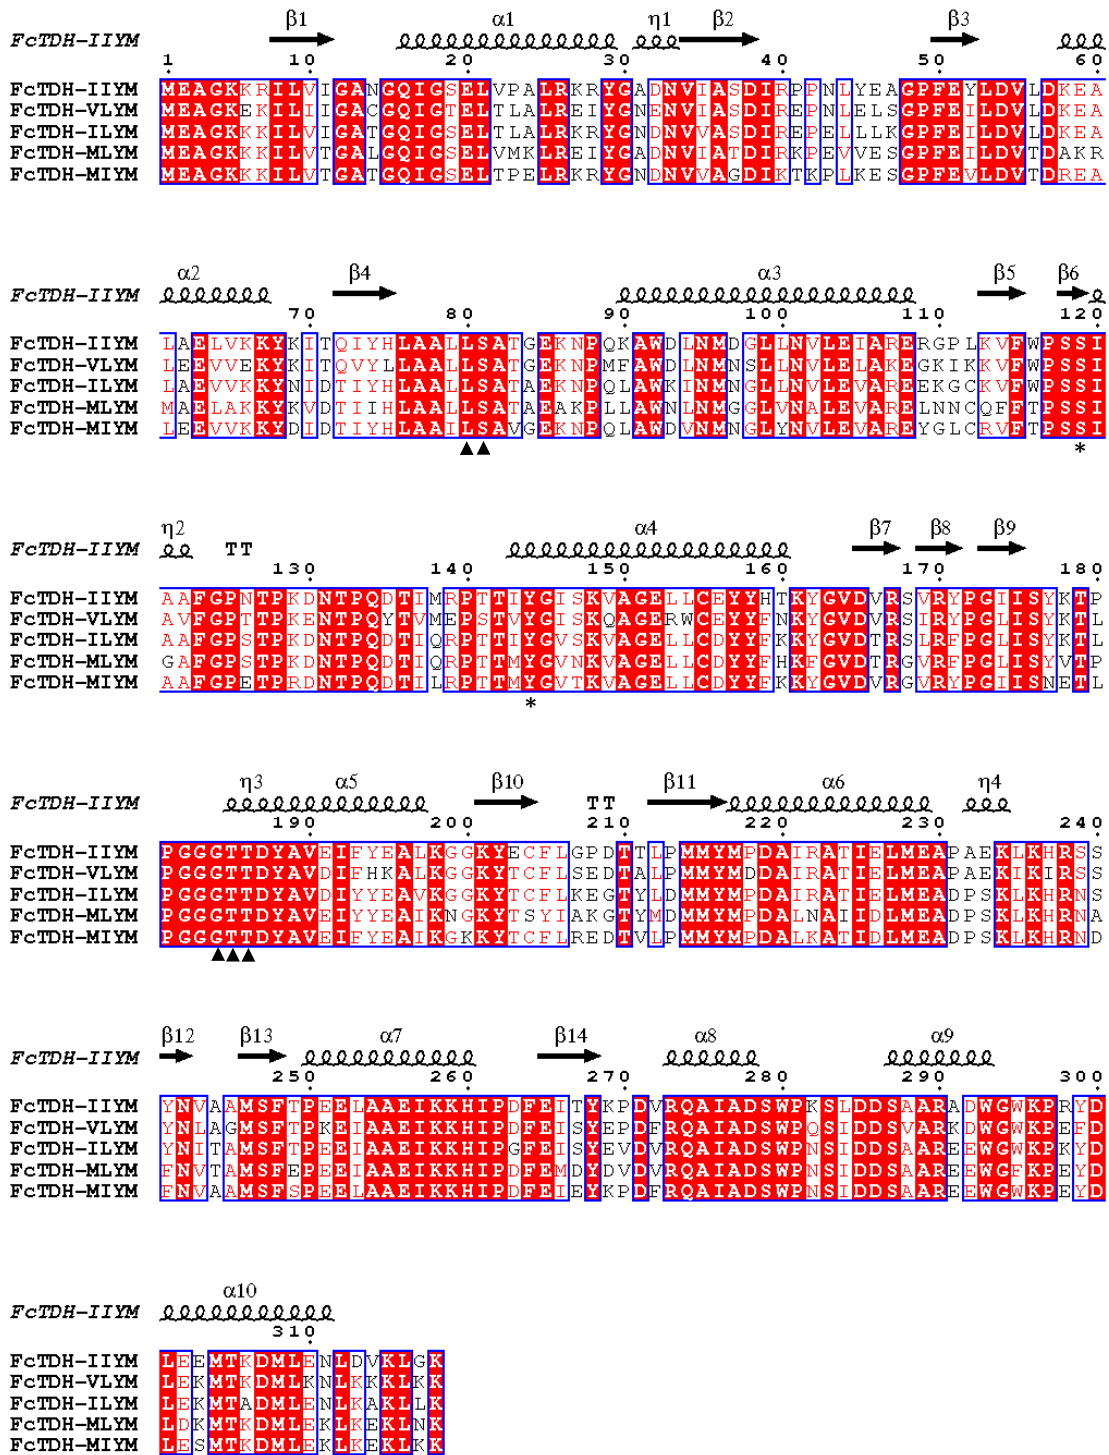 FcTDH-IIYM β1 α1 η1 β2 β3
1 10 20 30 40 50 60
FcTDH-IIYM MEAGKKRILVIGANGQIGSELVPALRKRYGADNVIASDIRPPNLYEAGPFEYLDVLDKEA
FcTDH-VLYM MEAGKEKILIIGACGQIGTELTLALREIYGNENVIASDIREPNLELSGPFEILDVLDKEA
FcTDH-ILYM MEAGKKKILVIGATGQIGSELTLALRKRYGNDNVVASDIREPELLLKGPFEILDVLDKEA
FcTDH-MLYM MEAGKKKILVTGALGQIGSELVMKLREIYGADNVIATDIRKPEVVESGPFEILDVTDAKR
FcTDH-MIYM MEAGKKKILVTGATGQIGSELTPELRKRYGNDNVVAGDIKTKPLKESGPFEVLDVTDREA
FcTDH-IIYM α2 β4 α3 β5 β6
70 80 90 100 110 120
FcTDH-IIYM LAELVKKYKITQIYHLAALLSATGEKNPQKAWDLNMDGLLNVLEIARERGPLKVFWPSSI
FcTDH-VLYM LEEVVEKYKITQVYLLAALLSATGEKNPMFAWDLNMNSLLNVLELAKEGKIKKVFWPSSI
FcTDH-ILYM LEEVVKKYNIDTIYHLAALLSATAEKNPQLAWKINMNGLLNVLEVAREEKGCKVFWPSSI
FcTDH-MLYM MAELAKKYKVDTIIHLAALLSATAEAKPLLAWNLNMGGLVNALEVARELNNCQFFTPSSI
FcTDH-MIYM LEEVVKKYDIDTIYHLAAILSAVGEKNPQLAWDVNMNGLYNVLEVAREYGLCRVFTPSSI
▲▲ *
FcTDH-IIYM η2 TT α4 β7 β8 β9
130 140 150 160 170 180
FcTDH-IIYM AAFGPNTPKDNTPQDTIMRPTTIYGISKVAGELLCEYYHTKYGVDVRSVRYPGIISYKTP
FcTDH-VLYM AVFGPTTPKENTPQYTVMEPSTVYGISKQAGERWCEYYFNKYGVDVRSIRYPGLISYKTL
FcTDH-ILYM AAFGPSTPKDNTPQDTIQRPTTIYGVSKVAGELLCDYYFKKYGVDTRSLRFPGLISYKTL
FcTDH-MLYM GAFGPSTPKDNTPQDTIQRPTTMYGVNKVAGELLCDYYFHKFGVDTRGVRFPGLISYVTP
FcTDH-MIYM AAFGPETPRDNTPQDTILRPTTMYGVTKVAGELLCDYYFKKYGVDVRGVRYPGIISNETL
*
FcTDH-IIYM η3 α5 β10 TT β11 α6 η4
190 200 210 220 230 240
FcTDH-IIYM PGGGTTDYAVEIFYEALKGGKYECFLGPDTTLPMMYMPDAIRATIELMEAPAEKLKHRSS
FcTDH-VLYM PGGGTTDYAVDIFHKALKGGKYTCFLSEDTALPMMYMDDAIRATIELMEAPAEKIKIRSS
FcTDH-ILYM PGGGTTDYAVDIYYEAVKGGKYTCFLKEGTYLPMMYMPDAIRATIELMEADPSKLKHRNS
FcTDH-MLYM PGGGTTDYAVEIYYEAIKNGKYTSYIAKGTYMDMMYMPDALNAIIDLMEADPSKLKHRNA
FcTDH-MIYM PGGGTTDYAVEIFYEAIKGKKYTCFLREDTVLPMMYMPDALKATIDLMEADPSKLKHRND
▲▲▲
FcTDH-IIYM β12 β13 α7 β14 α8 α9
250 260 270 280 290 300
FcTDH-IIYM YNVAAMSFTPEELAAEIKKHIPDFEITYKPDVRQAIADSWPKSLDDSAARADWGWKPRYD
FcTDH-VLYM YNLAGMSFTPKEIAAEIKKHIPDFEISYEPDFRQAIADSWPQSIDDSVARKDWGWKPEFD
FcTDH-ILYM YNITAMSFTPEEIAAEIKKHIPGFEISYEVDVRQAIADSWPNSIDDSAAREEWGWKPEYD
FcTDH-MLYM FNVTAMSFEPEEIAAEIKKHIPDFEMDYDVDVRQAIADSWPNSIDDSAAREEWGFKPEYD
FcTDH-MIYM FNVAAMSFSPEELAAEIKKHIPDFEIEYKPDFRQAIADSWPNSIDDSAAREEWGWKPEYD
FcTDH-IIYM α10
310
FcTDH-IIYM LEEMTKDMLENLDVKLGK
FcTDH-VLYM LEKMTKDMLKNLKKKLGK
FcTDH-ILYM LEKMTADMLENLKAKLLK
FcTDH-MLYM LDKMTKDMLEKLKEKLNK
FcTDH-MIYM LESMTKDMLEKLKEKLKK